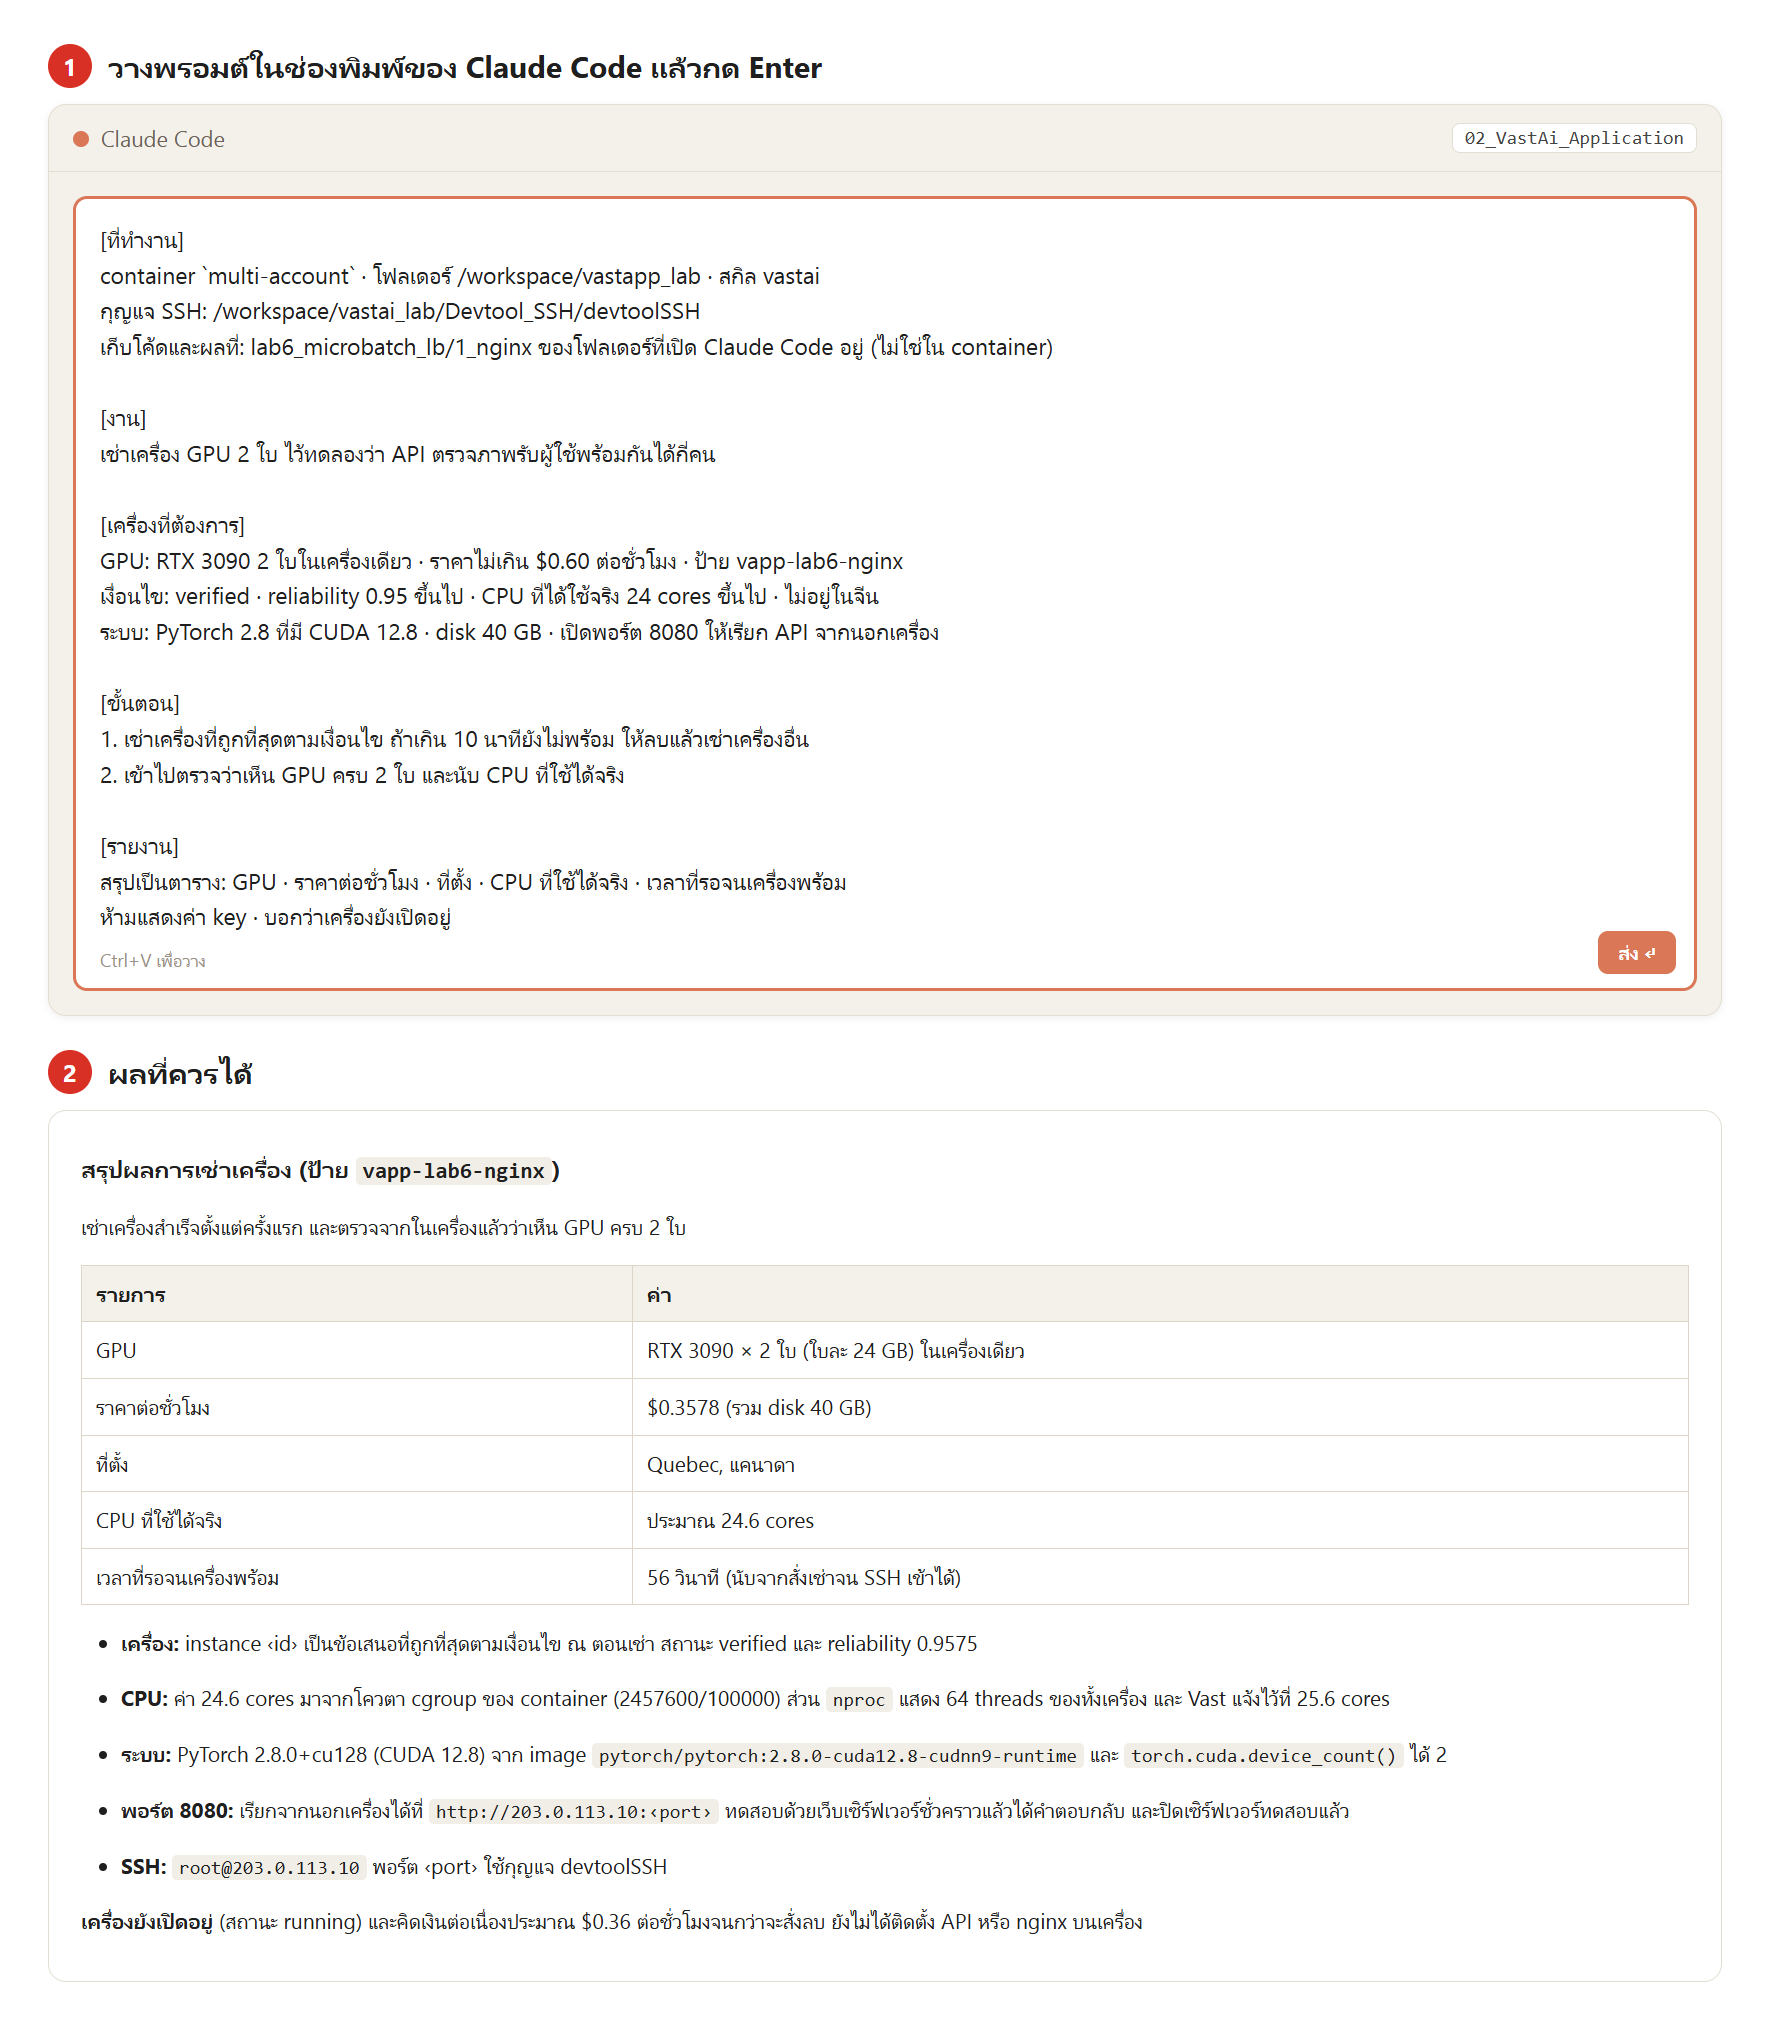 1 วางพรอมต์ในช่องพิมพ์ของ Claude Code แล้วกด Enter
Claude Code
02_VastAi_Application
[ที่ทำงาน]
container `multi-account` · โฟลเดอร์ /workspace/vastapp_lab · สกิล vastai
กุญแจ SSH: /workspace/vastai_lab/Devtool_SSH/devtoolSSH
เก็บโค้ดและผลที่: lab6_microbatch_lb/1_nginx ของโฟลเดอร์ที่เปิด Claude Code อยู่ (ไม่ใช่ใน container)
[งาน]
เช่าเครื่อง GPU 2 ใบ ไว้ทดลองว่า API ตรวจภาพรับผู้ใช้พร้อมกันได้กี่คน
[เครื่องที่ต้องการ]
GPU: RTX 3090 2 ใบในเครื่องเดียว · ราคาไม่เกิน $0.60 ต่อชั่วโมง · ป้าย vapp-lab6-nginx
เงื่อนไข: verified · reliability 0.95 ขึ้นไป · CPU ที่ได้ใช้จริง 24 cores ขึ้นไป · ไม่อยู่ในจีน
ระบบ: PyTorch 2.8 ที่มี CUDA 12.8 · disk 40 GB · เปิดพอร์ต 8080 ให้เรียก API จากนอกเครื่อง
[ขั้นตอน]
1. เช่าเครื่องที่ถูกที่สุดตามเงื่อนไข ถ้าเกิน 10 นาทียังไม่พร้อม ให้ลบแล้วเช่าเครื่องอื่น
2. เข้าไปตรวจว่าเห็น GPU ครบ 2 ใบ และนับ CPU ที่ใช้ได้จริง
[รายงาน]
สรุปเป็นตาราง: GPU · ราคาต่อชั่วโมง · ที่ตั้ง · CPU ที่ใช้ได้จริง · เวลาที่รอจนเครื่องพร้อม
ห้ามแสดงค่า key · บอกว่าเครื่องยังเปิดอยู่
Ctrl+V เพื่อวาง
ส่ง ↵
2 ผลที่ควรได้
สรุปผลการเช่าเครื่อง (ป้าย vapp-lab6-nginx)
เช่าเครื่องสำเร็จตั้งแต่ครั้งแรก และตรวจจากในเครื่องแล้วว่าเห็น GPU ครบ 2 ใบ
รายการ ค่า
GPU RTX 3090 × 2 ใบ (ใบละ 24 GB) ในเครื่องเดียว
ราคาต่อชั่วโมง $0.3578 (รวม disk 40 GB)
ที่ตั้ง Quebec, แคนาดา
CPU ที่ใช้ได้จริง ประมาณ 24.6 cores
เวลาที่รอจนเครื่องพร้อม 56 วินาที (นับจากสั่งเช่าจน SSH เข้าได้)
• เครื่อง: instance ‹id› เป็นข้อเสนอที่ถูกที่สุดตามเงื่อนไข ณ ตอนเช่า สถานะ verified และ reliability 0.9575
• CPU: ค่า 24.6 cores มาจากโควตา cgroup ของ container (2457600/100000) ส่วน nproc แสดง 64 threads ของทั้งเครื่อง และ Vast แจ้งไว้ที่ 25.6 cores
• ระบบ: PyTorch 2.8.0+cu128 (CUDA 12.8) จาก image pytorch/pytorch:2.8.0-cuda12.8-cudnn9-runtime และ torch.cuda.device_count() ได้ 2
• พอร์ต 8080: เรียกจากนอกเครื่องได้ที่ http://203.0.113.10:‹port› ทดสอบด้วยเว็บเซิร์ฟเวอร์ชั่วคราวแล้วได้คำตอบกลับ และปิดเซิร์ฟเวอร์ทดสอบแล้ว
• SSH: root@203.0.113.10 พอร์ต ‹port› ใช้กุญแจ devtoolSSH
เครื่องยังเปิดอยู่ (สถานะ running) และคิดเงินต่อเนื่องประมาณ $0.36 ต่อชั่วโมงจนกว่าจะสั่งลบ ยังไม่ได้ติดตั้ง API หรือ nginx บนเครื่อง